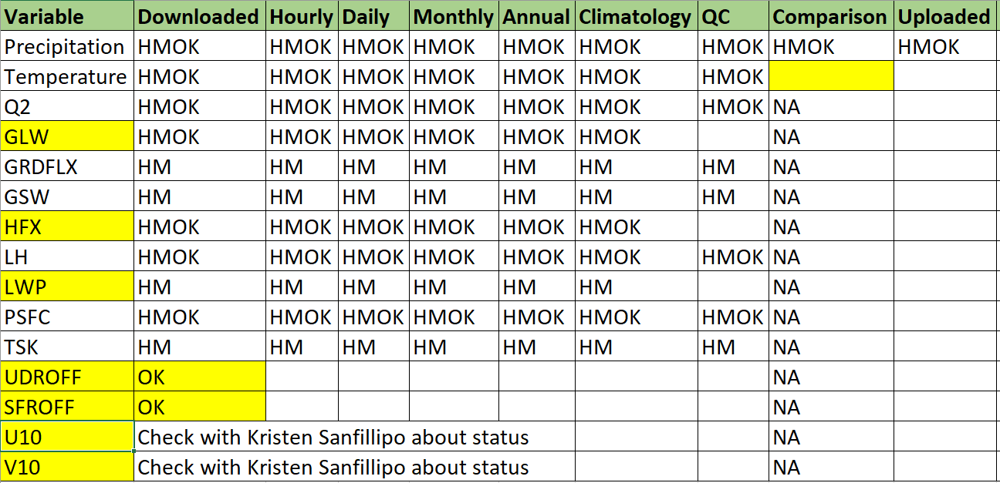 Variable Downloaded Hourly Daily Monthly Annual Climatology QC Comparison Uploaded
Precipitation HMOK HMOK HMOK HMOK HMOK HMOK HMOK HMOK HMOK
Temperature HMOK HMOK HMOK HMOK HMOK HMOK HMOK
Q2 HMOK HMOK HMOK HMOK HMOK HMOK HMOK NA
GLW HMOK HMOK HMOK HMOK HMOK HMOK NA
GRDFLX HM HM HM HM HM HM HM NA
GSW HM HM HM HM HM HM HM NA
HFX HMOK HMOK HMOK HMOK HMOK HMOK NA
LH HMOK HMOK HMOK HMOK HMOK HMOK HMOK NA
LWP HM HM HM HM HM HM NA
PSFC HMOK HMOK HMOK HMOK HMOK HMOK HMOK NA
TSK HM HM HM HM HM HM HM NA
UDROFF OK NA
SFROFF OK NA
U10 Check with Kristen Sanfillipo about status NA
V10 Check with Kristen Sanfillipo about status NA